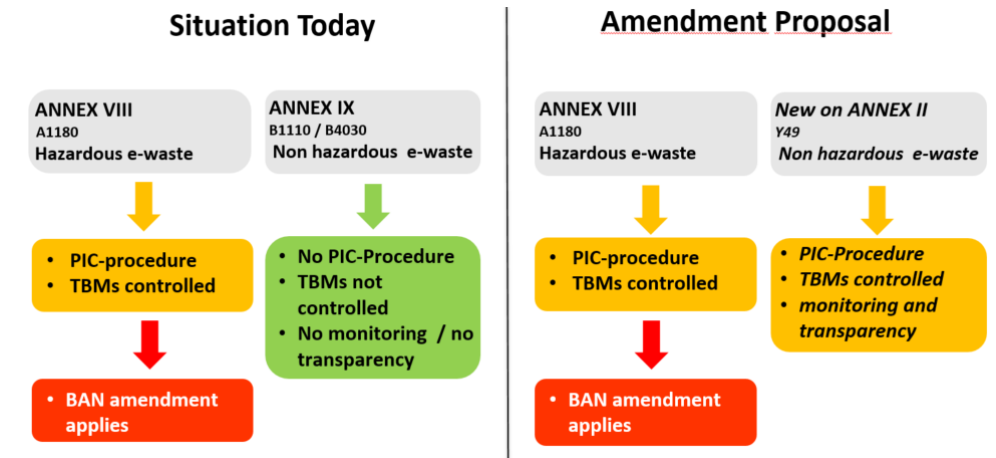 Situation Today
ANNEX VIII
A1180
Hazardous e-waste
ANNEX IX
B1110 / B4030
Non hazardous e-waste
• PIC-procedure
• TBMs controlled
• No PIC-Procedure
• TBMs not
controlled
• No monitoring / no
transparency
• BAN amendment
applies
Amendment Proposal
ANNEX VIII
A1180
Hazardous e-waste
New on ANNEX II
Y49
Non hazardous e-waste
• PIC-procedure
• TBMs controlled
• PIC-Procedure
• TBMs controlled
• monitoring and
transparency
• BAN amendment
applies